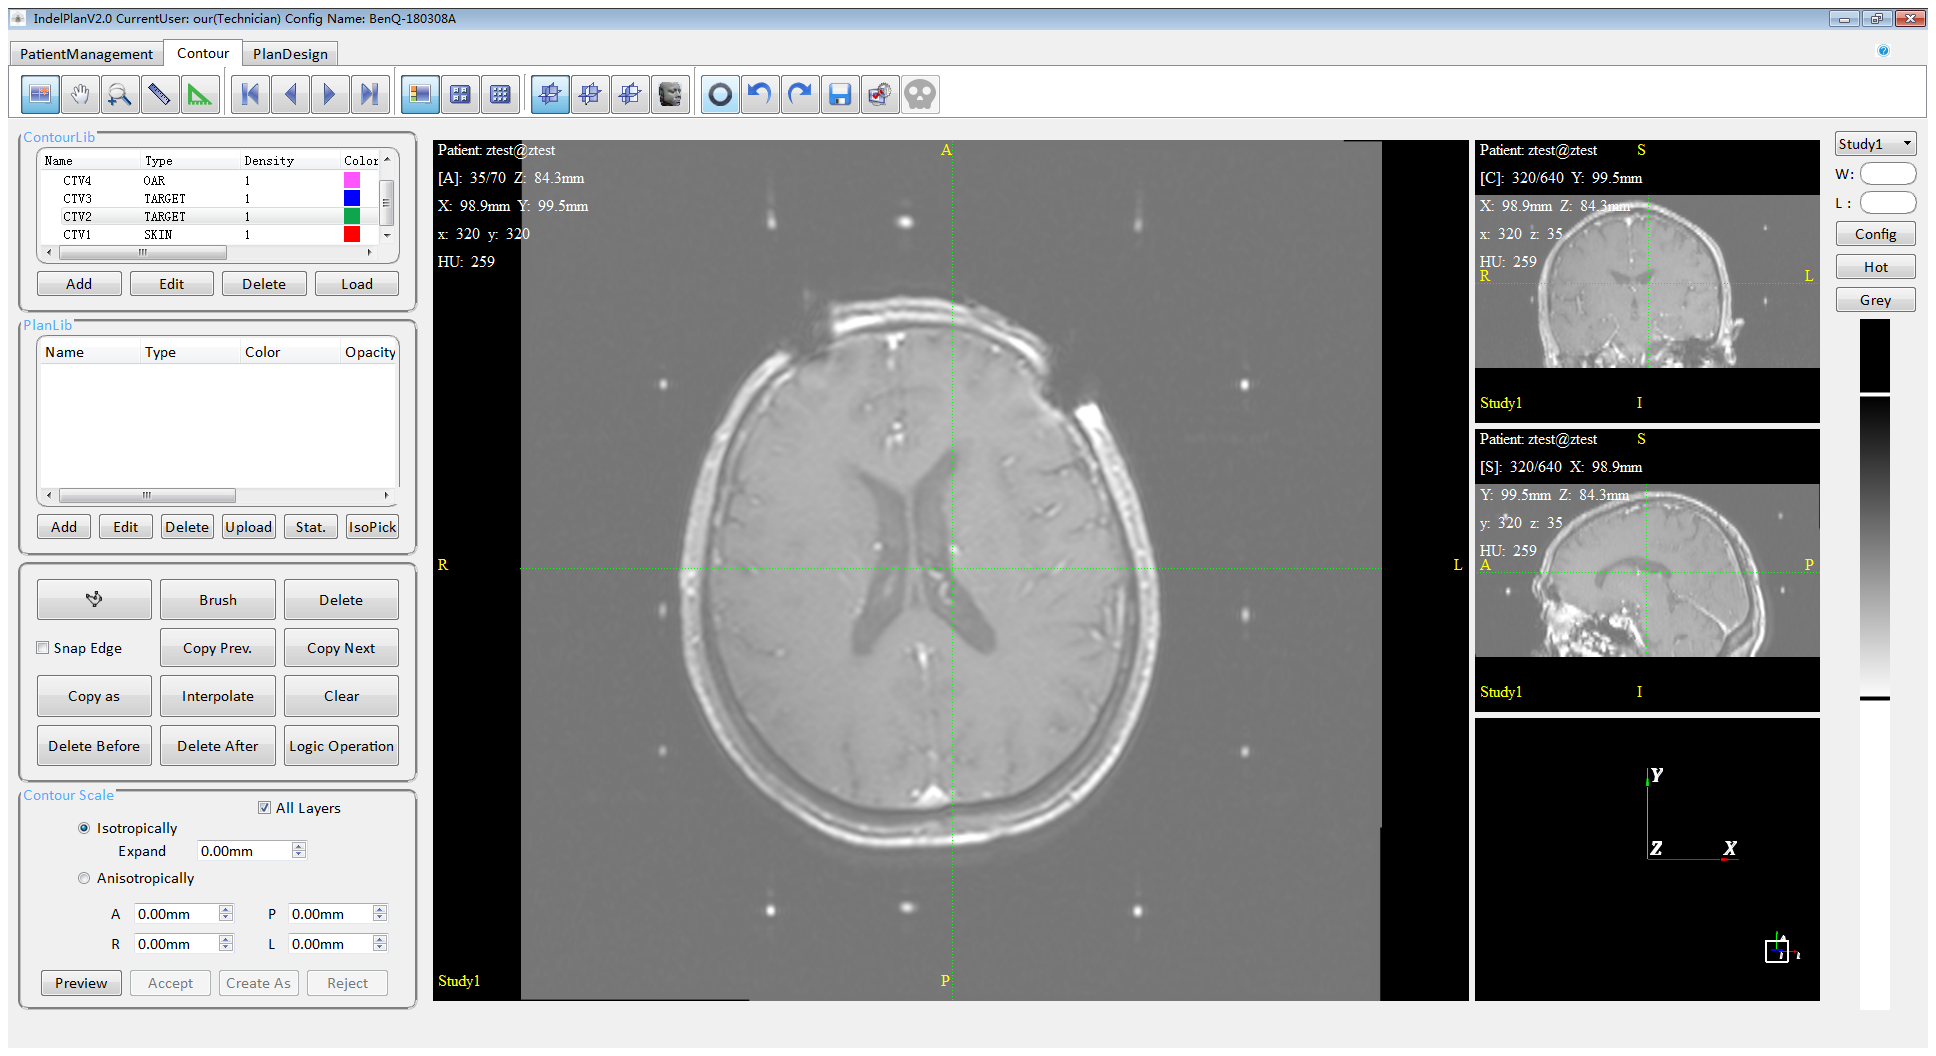 IndelPlanV2.0 CurrentUser: our(Technician) Config Name: BenQ-180308A
PatientManagement Contour PlanDesign
ContourLib
Name Type Density Color
CTV4 OAR 1
CTV3 TARGET 1
CTV2 TARGET 1
CTV1 SKIN 1
Add Edit Delete Load
PlanLib
Name Type Color Opacity
Add Edit Delete Upload Stat. IsoPick
Brush Delete
Snap Edge Copy Prev. Copy Next
Copy as Interpolate Clear
Delete Before Delete After Logic Operation
Contour Scale
All Layers
Isotropically
Expand 0.00mm
Anisotropically
A 0.00mm P 0.00mm
R 0.00mm L 0.00mm
Preview Accept Create As Reject
Patient: ztest@ztest A
[A]: 35/70 Z: 84.3mm
X: 98.9mm Y: 99.5mm
x: 320 y: 320
HU: 259
R L
Study1 P
Patient: ztest@ztest S
[C]: 320/640 Y: 99.5mm
X: 98.9mm Z: 84.3mm
x: 320 z: 35
HU: 259
R L
Study1 I
Patient: ztest@ztest S
[S]: 320/640 X: 98.9mm
Y: 99.5mm Z: 84.3mm
y: 320 z: 35
HU: 259
A P
Study1 I
Y
Z X
Study1
W:
L :
Config
Hot
Grey